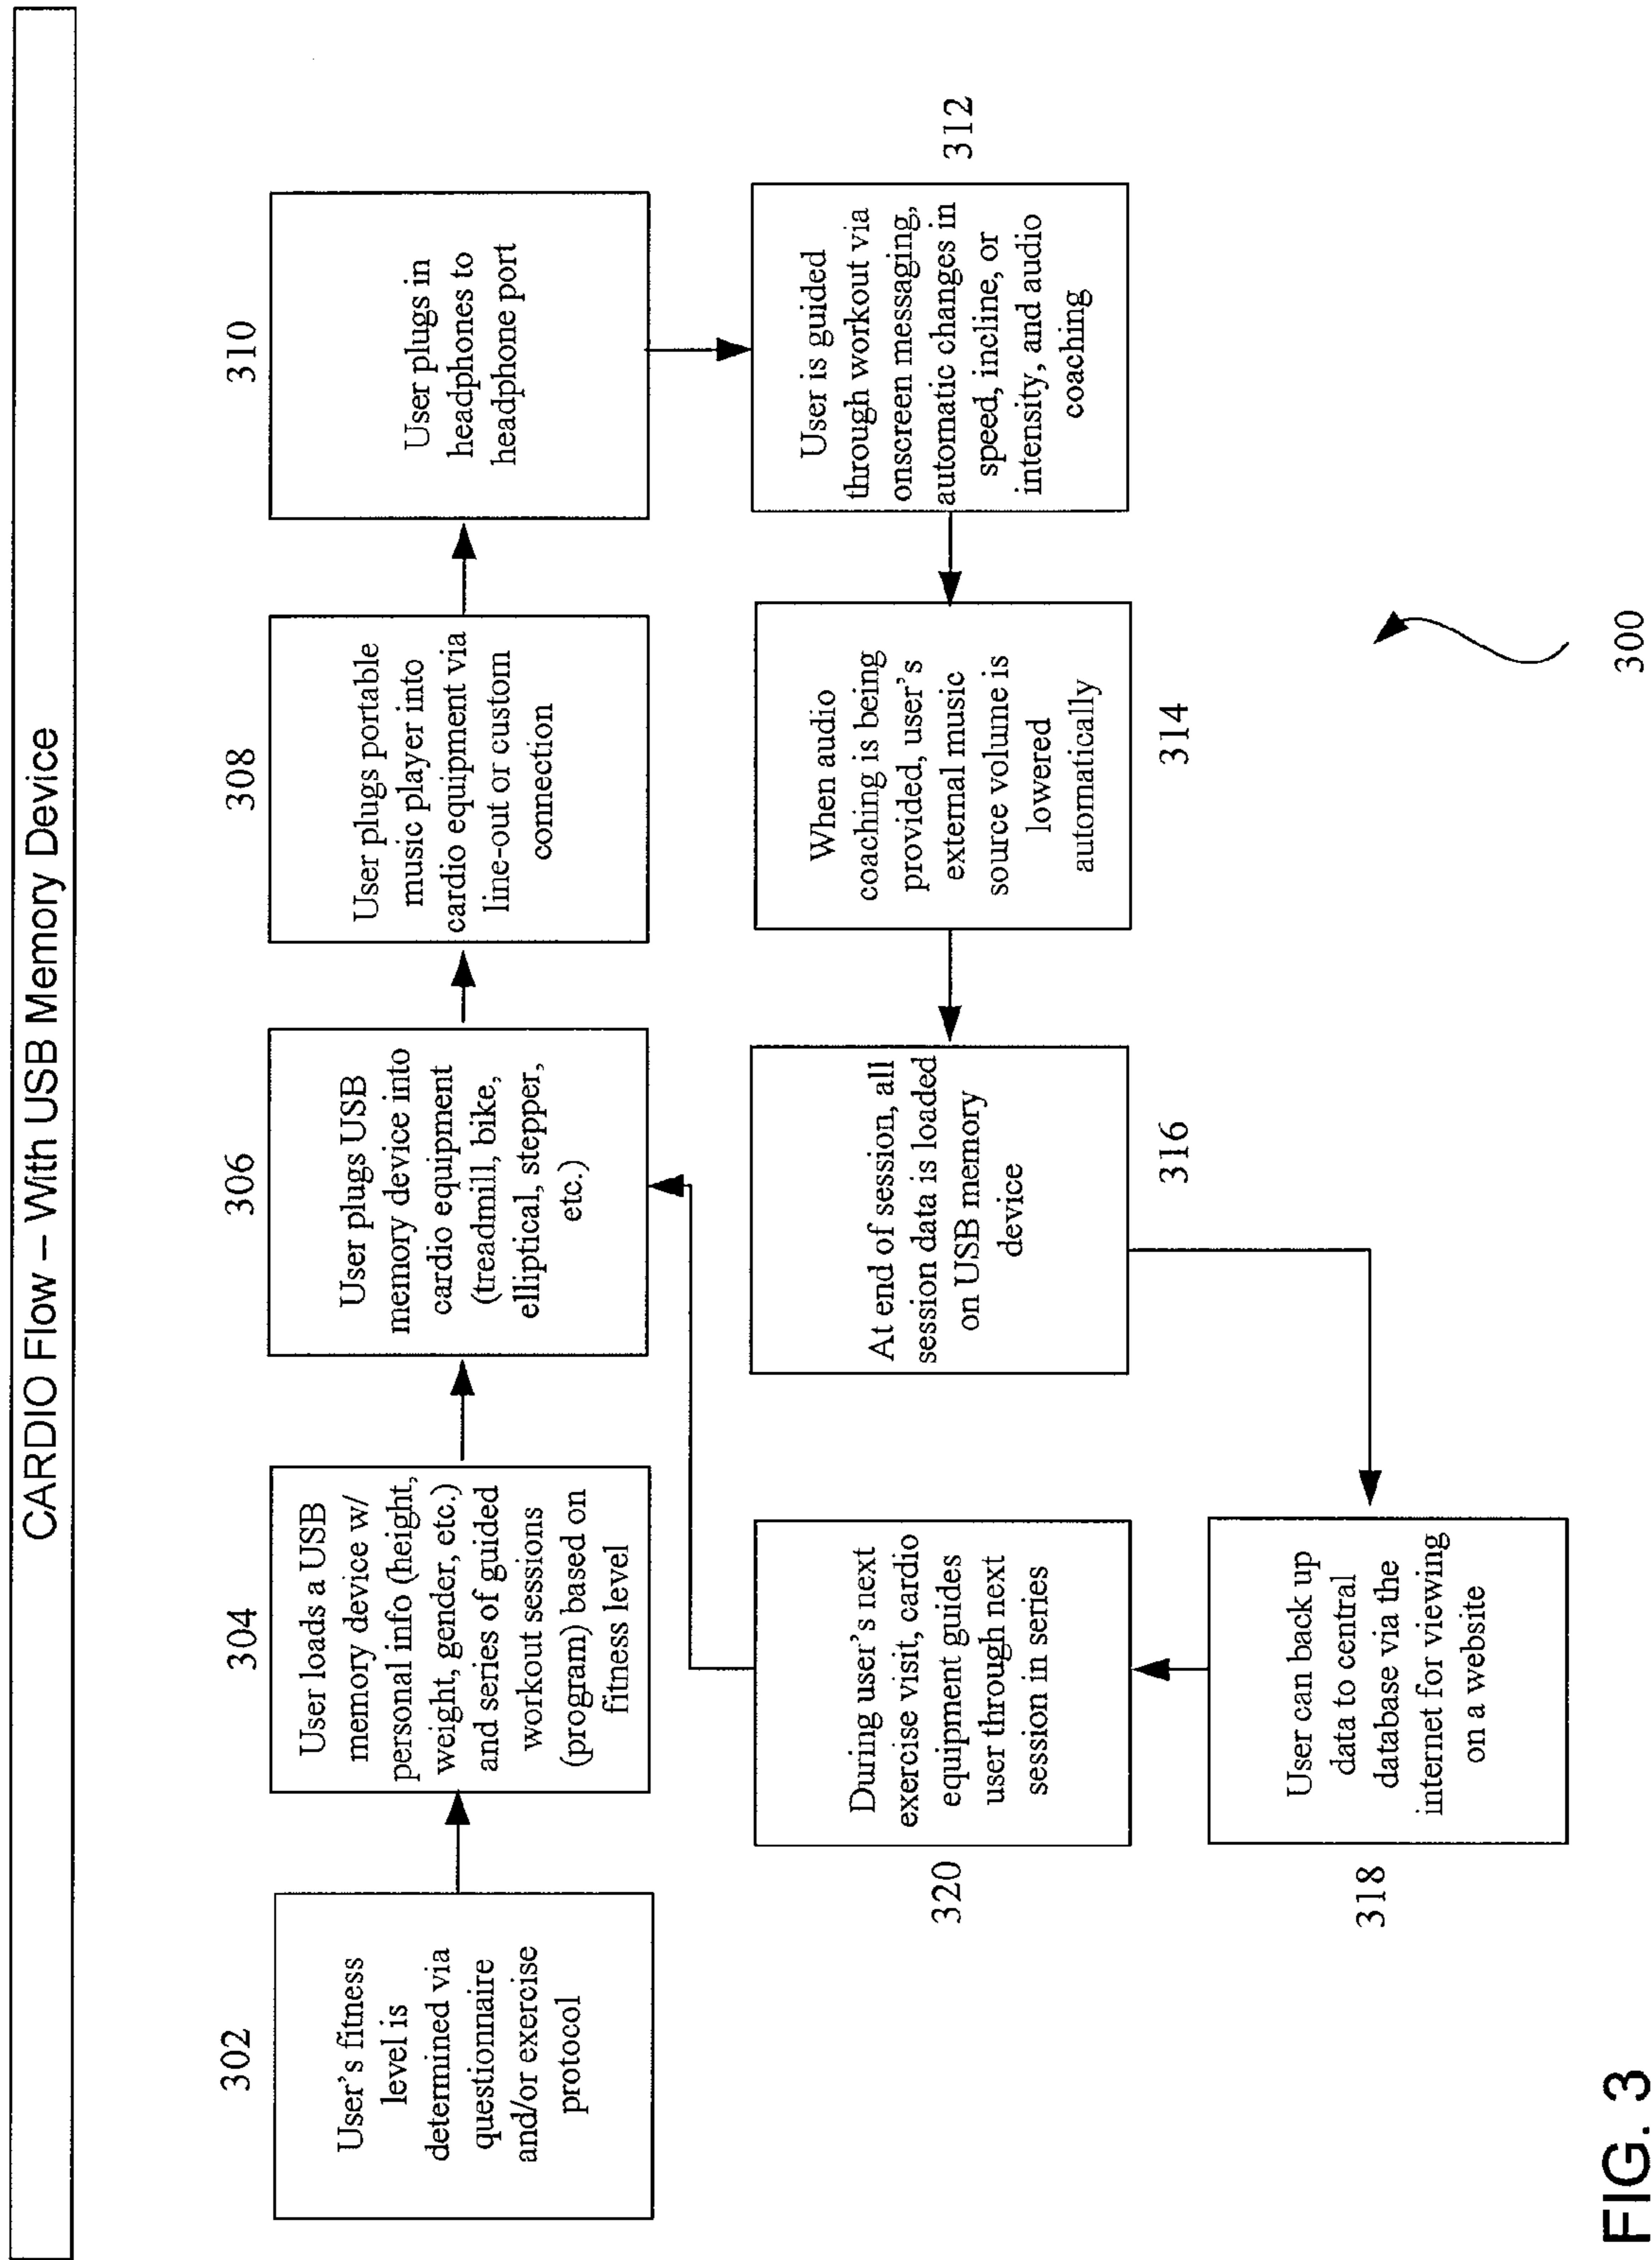 CARDIO Flow – With USB Memory Device
302
User's fitness
level is
determined via
questionnaire
and/or exercise
protocol
304
User loads a USB
memory device w/
personal info (height,
weight, gender, etc.)
and series of guided
workout sessions
(program) based on
fitness level
306
User plugs USB
memory device into
cardio equipment
(treadmill, bike,
elliptical, stepper,
etc.)
308
User plugs portable
music player into
cardio equipment via
line-out or custom
connection
310
User plugs in
headphones to
headphone port
312
User is guided
through workout via
onscreen messaging,
automatic changes in
speed, incline, or
intensity, and audio
coaching
314
When audio
coaching is being
provided, user's
external music
source volume is
lowered
automatically
316
At end of session, all
session data is loaded
on USB memory
device
318
User can back up
data to central
database via the
internet for viewing
on a website
320
During user's next
exercise visit, cardio
equipment guides
user through next
session in series
300
FIG. 3